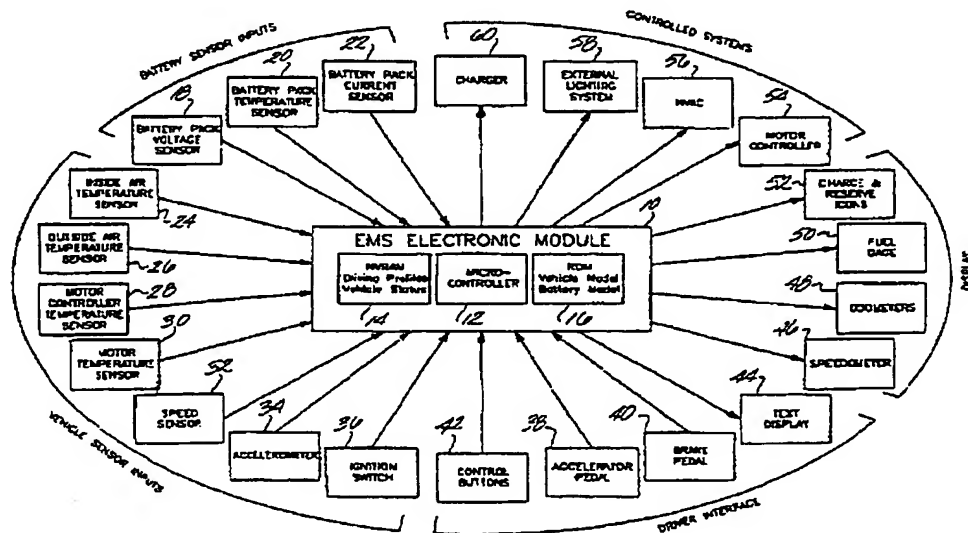 BATTERY SENSOR INPUTS
CONTROLLED SYSTEMS
18
BATTERY PACK
VOLTAGE
SENSOR
20
BATTERY PACK
TEMPERATURE
SENSOR
22
BATTERY PACK
CURRENT
SENSOR
60
CHARGER
58
EXTERNAL
LIGHTING
SYSTEM
56
HVAC
54
MOTOR
CONTROLLER
INSIDE AIR
TEMPERATURE
SENSOR
24
OUTSIDE AIR
TEMPERATURE
SENSOR
26
MOTOR
CONTROLLER
TEMPERATURE
SENSOR
28
MOTOR
TEMPERATURE
SENSOR
30
SPEED
SENSOR
52
ACCELEROMETER
34
IGNITION
SWITCH
36
VEHICLE SENSOR INPUTS
10
EMS ELECTRONIC MODULE
NVRAM
Driving Profiles
Vehicle Status
14
MICRO-
CONTROLLER
12
ROM
Vehicle Model
Battery Model
16
52
CHARGE &
RESERVE
ICONS
50
FUEL
GAGE
48
ODOMETERS
46
SPEEDOMETER
DISPLAY
44
TEXT
DISPLAY
40
BRAKE
PEDAL
38
ACCELERATOR
PEDAL
42
CONTROL
BUTTONS
DRIVER INTERFACE